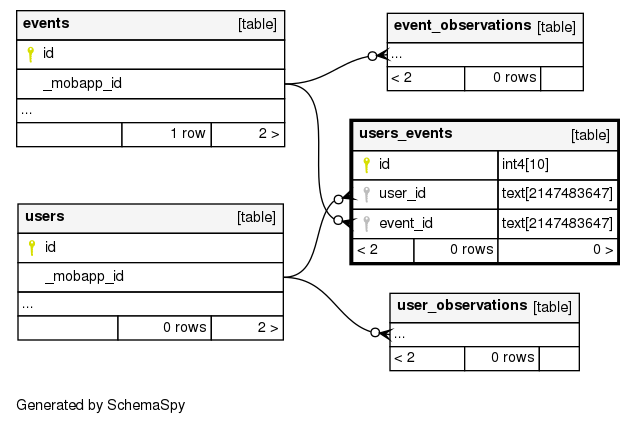 events [table]
id
_mobapp_id
...
1 row 2 >
event_observations [table]
...
< 2 0 rows
users_events [table]
id int4[10]
user_id text[2147483647]
event_id text[2147483647]
< 2 0 rows 0 >
users [table]
id
_mobapp_id
...
0 rows 2 >
user_observations [table]
...
< 2 0 rows
Generated by SchemaSpy